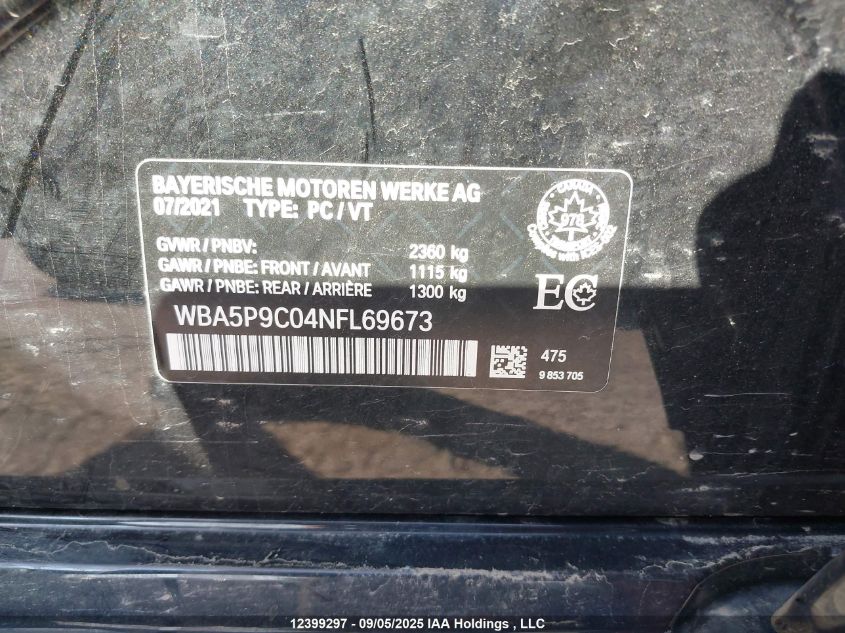 BAYERISCHE MOTOREN WERKE AG
07/2021 TYPE: PC / VT
GVWR / PNBV: 2360 kg
GAWR / PNBE: FRONT / AVANT 1115 kg
GAWR / PNBE: REAR / ARRIÈRE 1300 kg
WBA5P9C04NFL69673
CANADA
978
EC
475
9 853 705
12399297 - 09/05/2025 IAA Holdings , LLC